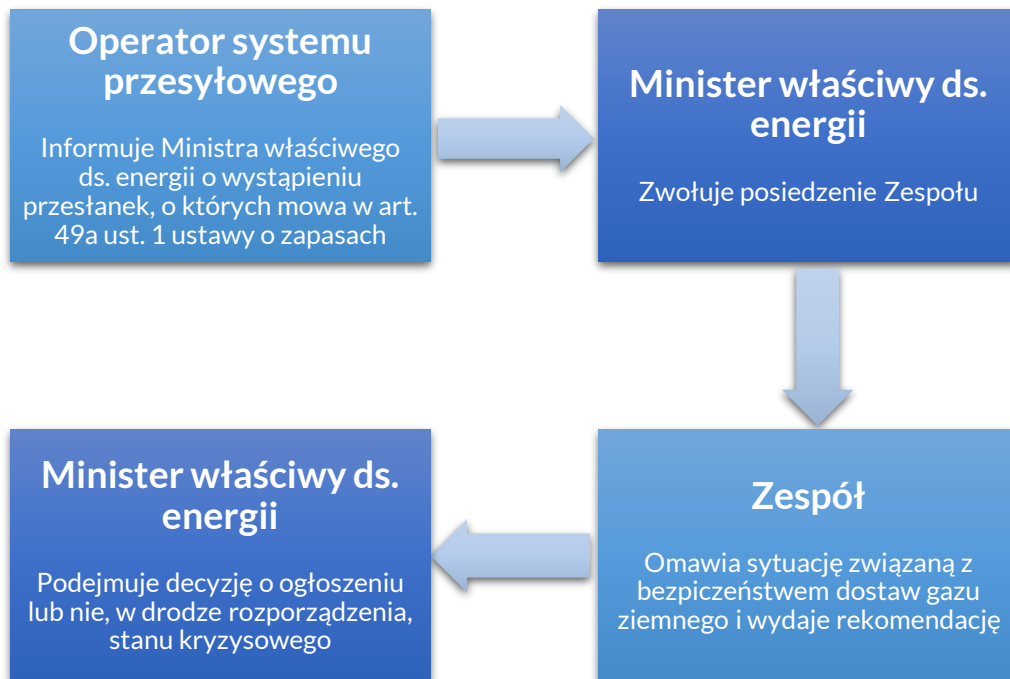 Operator systemu
przesyłowego
Informuje Ministra właściwego
ds. energii o wystąpieniu
przesłanek, o których mowa w art.
49a ust. 1 ustawy o zapasach
Minister właściwy ds.
energii
Zwołuje posiedzenie Zespołu
Zespół
Omawia sytuację związaną z
bezpiczeństwem dostaw gazu
ziemnego i wydaje rekomendację
Minister właściwy ds.
energii
Podejmuje decyzję o ogłoszeniu
lub nie, w drodze rozporządzenia,
stanu kryzysowego